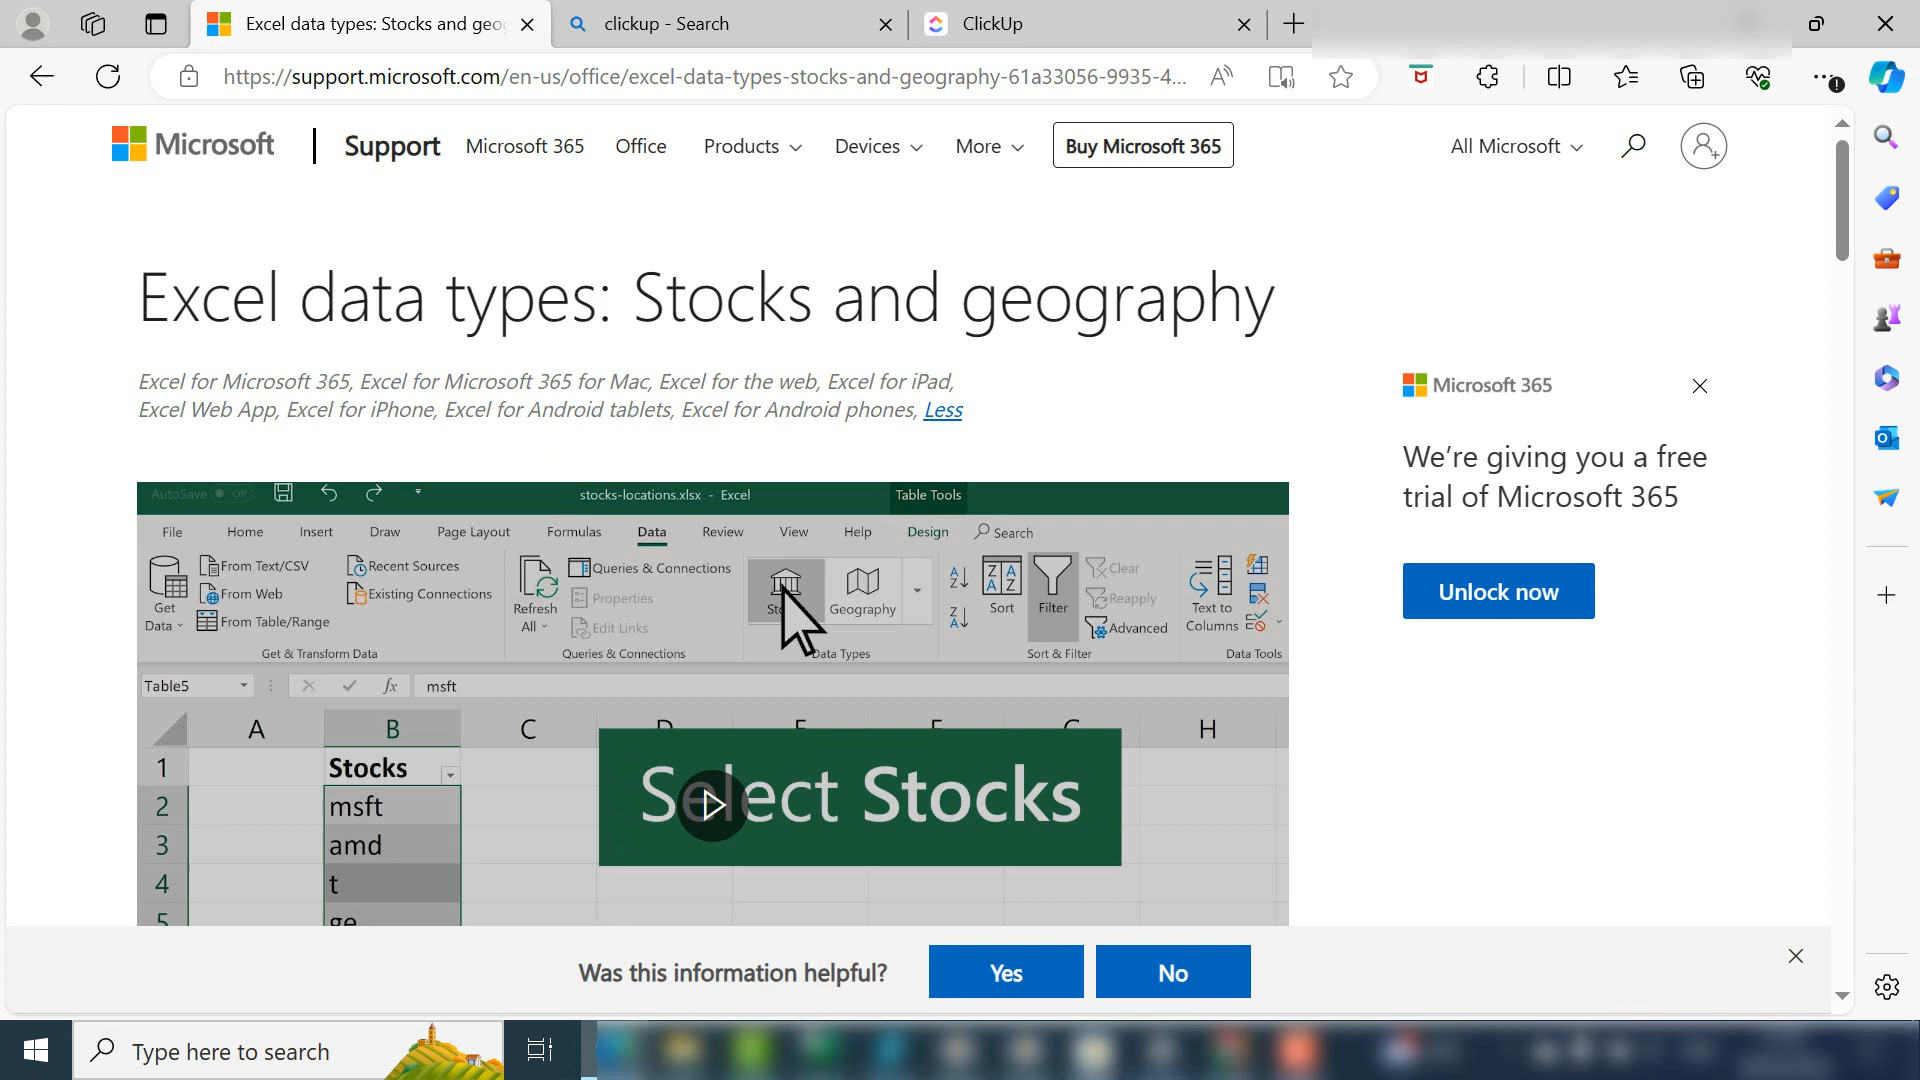 Excel data types: Stocks and geo
clickup - Search
ClickUp
https://support.microsoft.com/en-us/office/excel-data-types-stocks-and-geography-61a33056-9935-4...
Microsoft
Support
Microsoft 365
Office
Products
Devices
More
Buy Microsoft 365
All Microsoft
Excel data types: Stocks and geography
Excel for Microsoft 365, Excel for Microsoft 365 for Mac, Excel for the web, Excel for iPad,
Excel Web App, Excel for iPhone, Excel for Android tablets, Excel for Android phones, Less
Microsoft 365
We're giving you a free
trial of Microsoft 365
Unlock now
AutoSave Off
stocks-locations.xlsx - Excel
Table Tools
File
Home
Insert
Draw
Page Layout
Formulas
Data
Review
View
Help
Design
Search
Get
Data
From Text/CSV
From Web
From Table/Range
Recent Sources
Existing Connections
Get & Transform Data
Refresh
All
Queries & Connections
Properties
Edit Links
Queries & Connections
Geography
Data Types
Sort
Filter
Clear
Reapply
Advanced
Sort & Filter
Text to
Columns
Data Tools
Table5
fx
msft
A
B
C
H
1
Stocks
2
msft
3
amd
4
t
5
ge
Select Stocks
Was this information helpful?
Yes
No
Type here to search